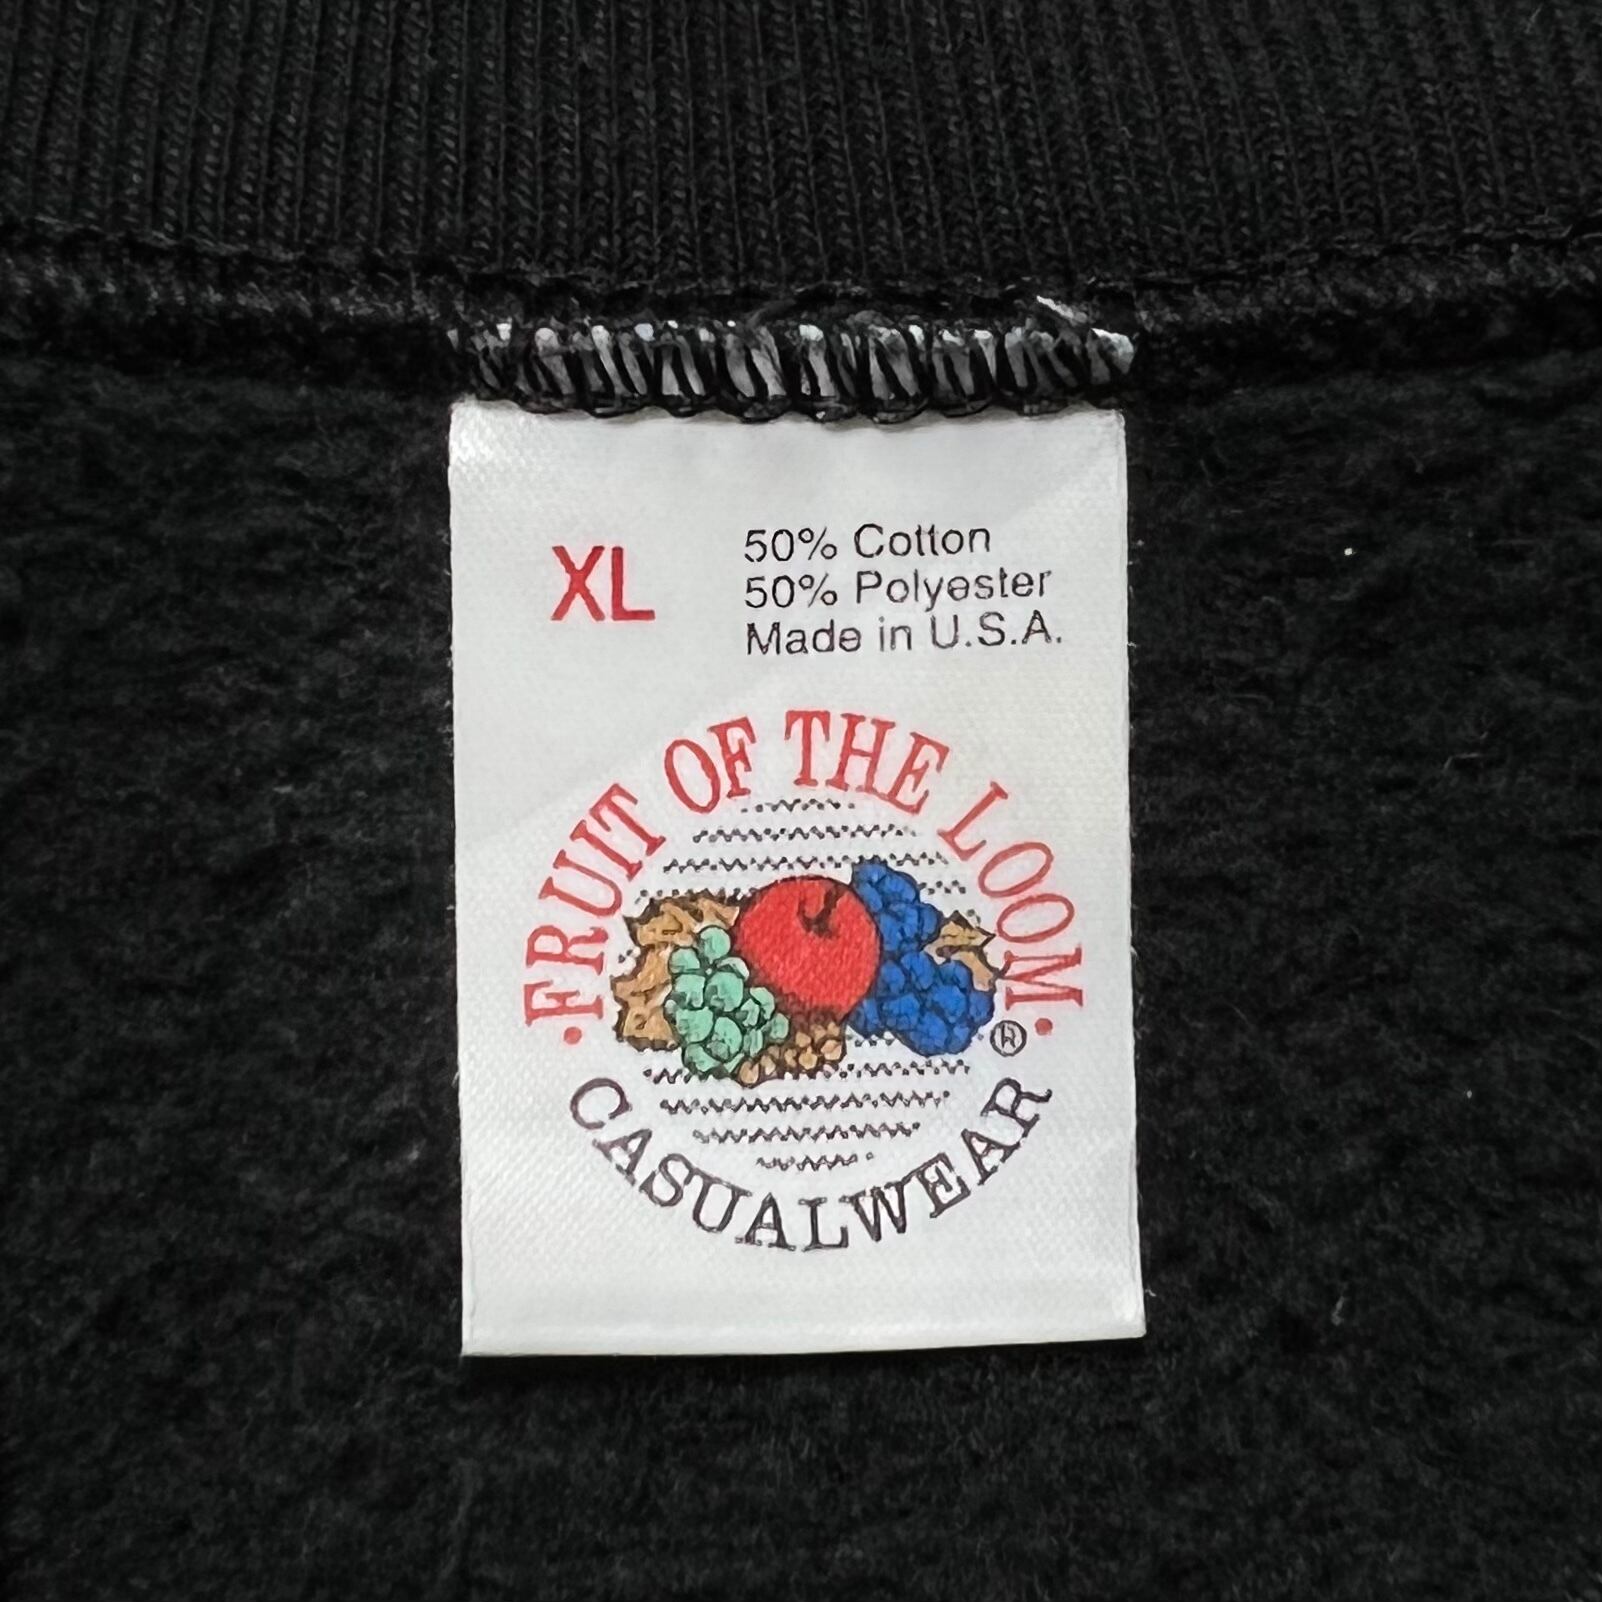 XL
50% Cotton
50% Polyester
Made in U.S.A.
·FRUIT OF THE LOOM·
®
CASUALWEAR